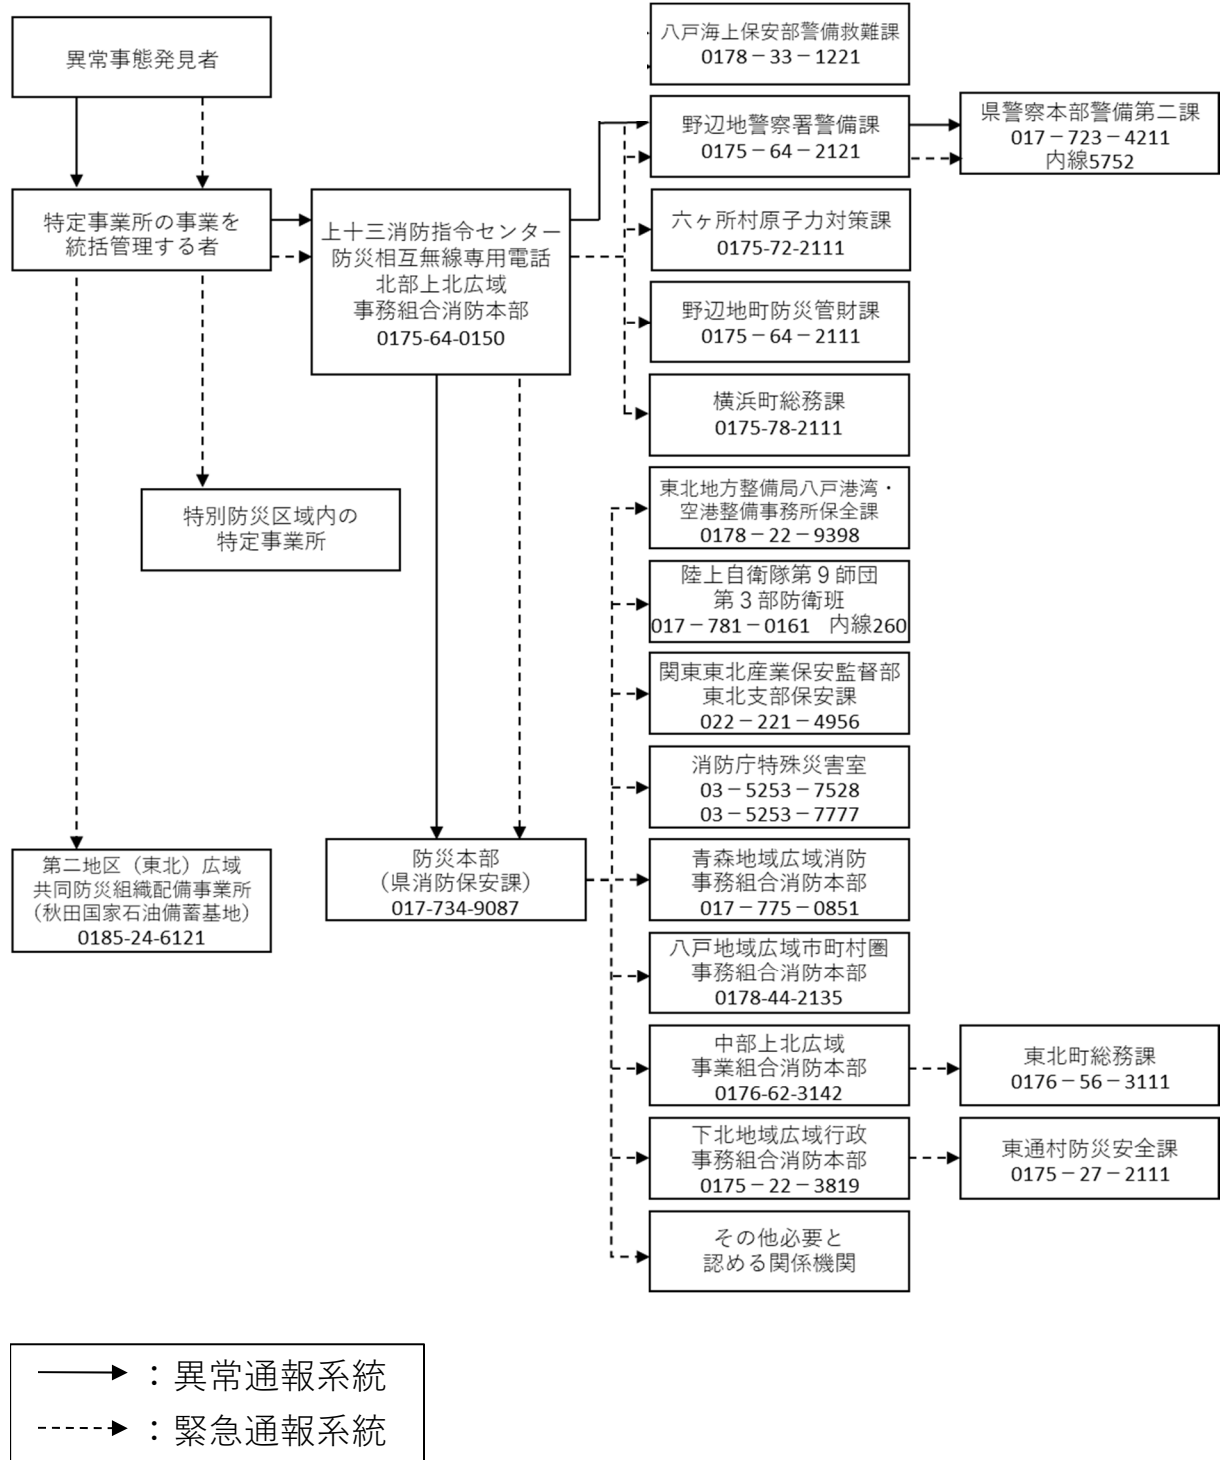 異常事態発見者
特定事業所の事業を
統括管理する者
上十三消防指令センター
防災相互無線専用電話
北部上北広域
事務組合消防本部
0175-64-0150
特別防災区域内の
特定事業所
第二地区（東北）広域
共同防災組織配備事業所
（秋田国家石油備蓄基地）
0185-24-6121
防災本部
（県消防保安課）
017-734-9087
八戸海上保安部警備救難課
0178－33－1221
野辺地警察署警備課
0175－64－2121
県警察本部警備第二課
017－723－4211
内線5752
六ヶ所村原子力対策課
0175-72-2111
野辺地町防災管財課
0175－64－2111
横浜町総務課
0175-78-2111
東北地方整備局八戸港湾・
空港整備事務所保全課
0178－22－9398
陸上自衛隊第９師団
第３部防衛班
017－781－0161　内線260
関東東北産業保安監督部
東北支部保安課
022－221－4956
消防庁特殊災害室
03－5253－7528
03－5253－7777
青森地域広域消防
事務組合消防本部
017－775－0851
八戸地域広域市町村圏
事務組合消防本部
0178-44-2135
中部上北広域
事業組合消防本部
0176-62-3142
東北町総務課
0176－56－3111
下北地域広域行政
事務組合消防本部
0175－22－3819
東通村防災安全課
0175－27－2111
その他必要と
認める関係機関
：異常通報系統
：緊急通報系統